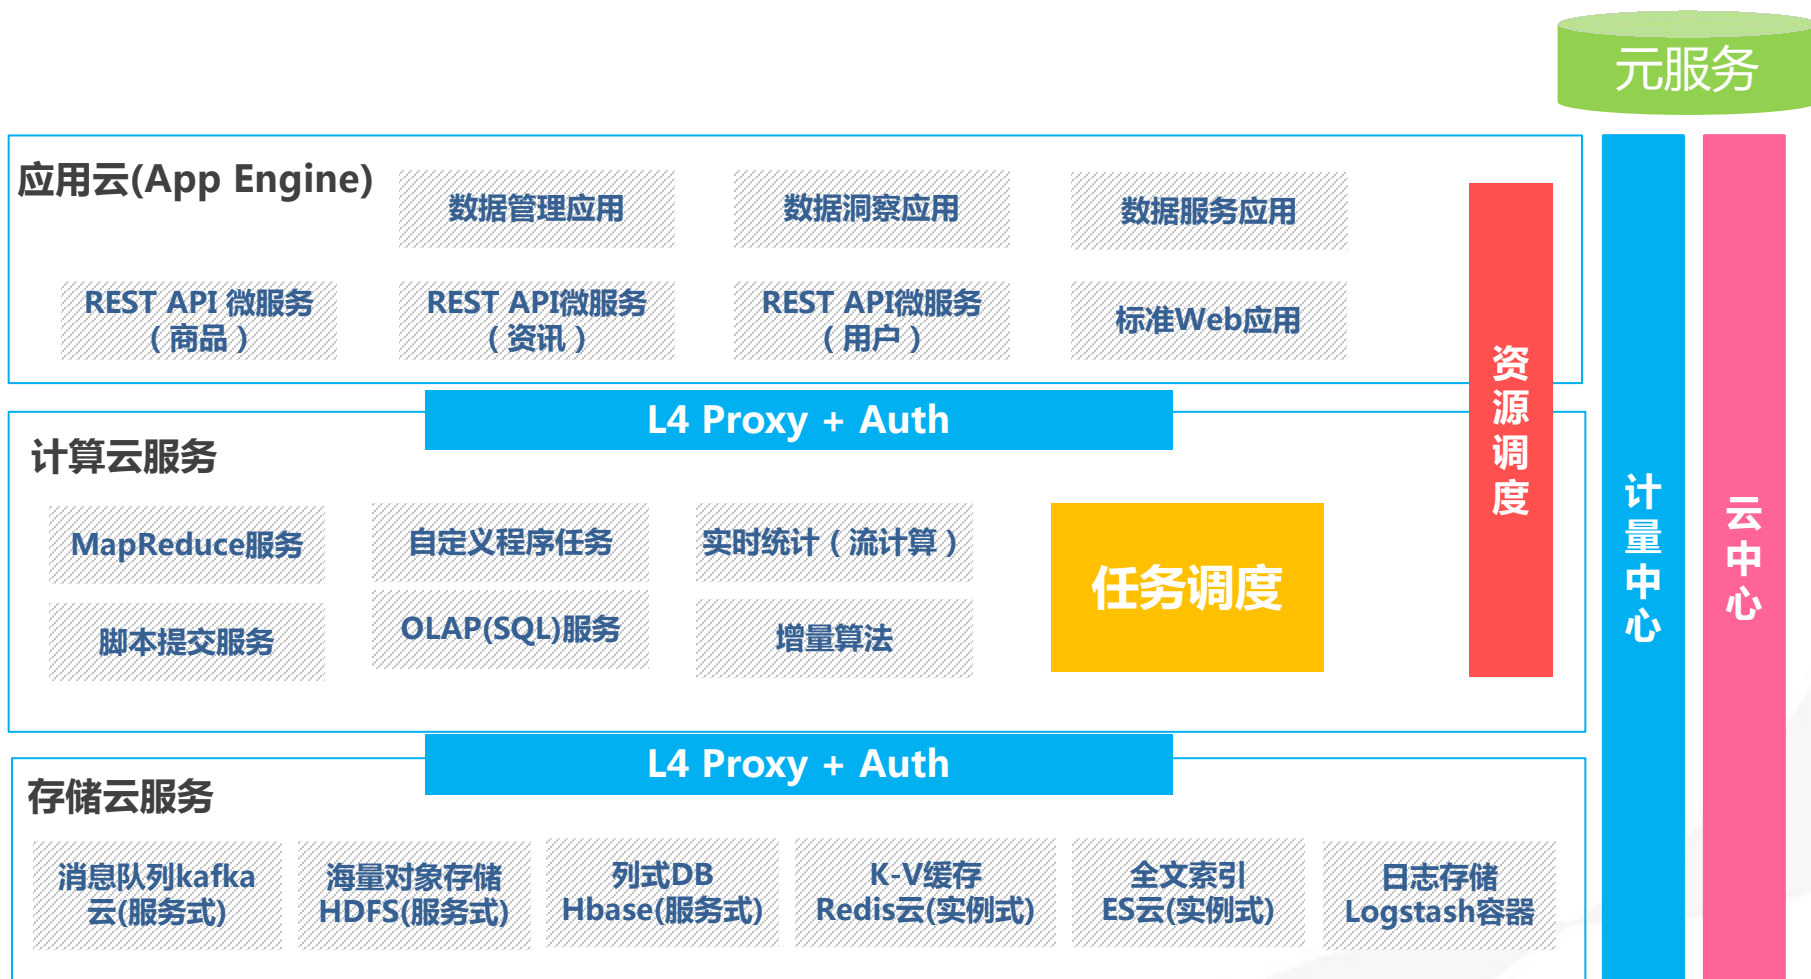 元服务
应用云(App Engine)
数据管理应用
数据洞察应用
数据服务应用
REST API 微服务
（商品）
REST API微服务
（资讯）
REST API微服务
（用户）
标准Web应用
资源调度
计量中心
云中心
L4 Proxy + Auth
计算云服务
MapReduce服务
自定义程序任务
实时统计（流计算）
任务调度
脚本提交服务
OLAP(SQL)服务
增量算法
L4 Proxy + Auth
存储云服务
消息队列kafka
云(服务式)
海量对象存储
HDFS(服务式)
列式DB
Hbase(服务式)
K-V缓存
Redis云(实例式)
全文索引
ES云(实例式)
日志存储
Logstash容器